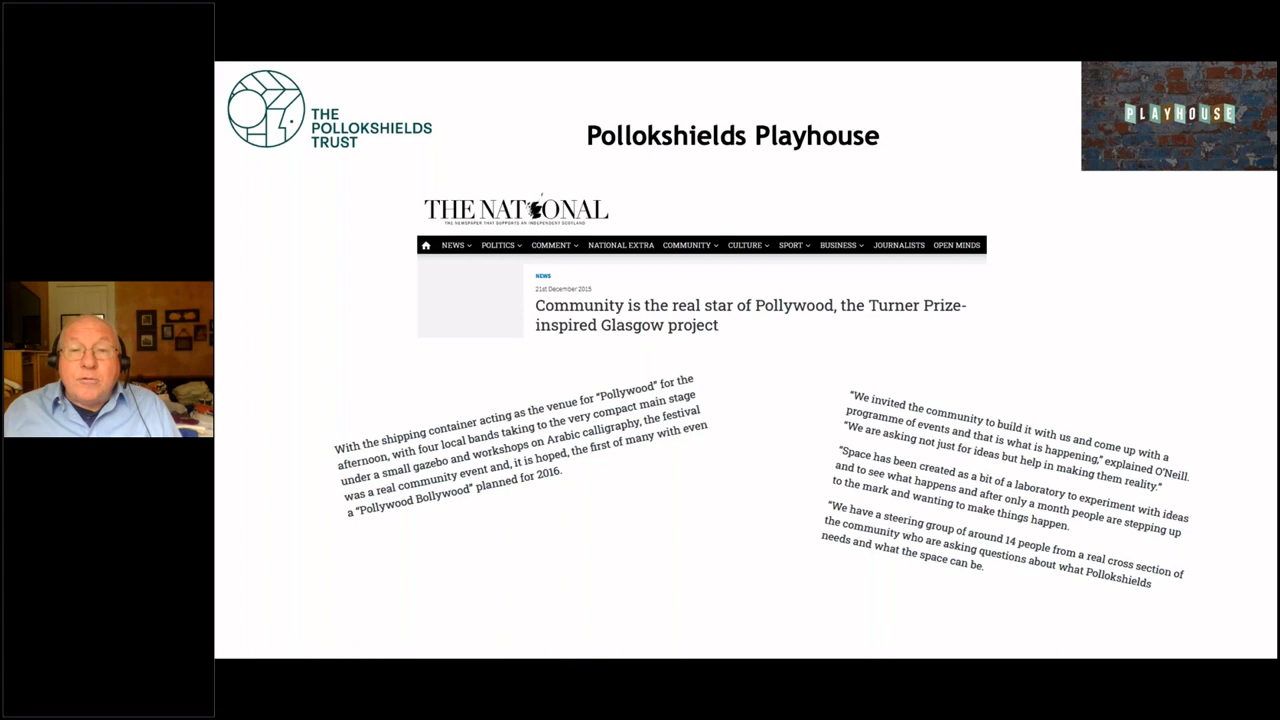 THE
POLLOKSHIELDS
TRUST
Pollokshields Playhouse
PLAYHOUSE
THE NATIONAL
THE NEWSPAPER THAT SUPPORTS AN INDEPENDENT SCOTLAND
NEWS POLITICS COMMENT NATIONAL EXTRA COMMUNITY CULTURE SPORT BUSINESS JOURNALISTS OPEN MINDS
NEWS
21st December 2015
Community is the real star of Pollywood, the Turner Prize-
inspired Glasgow project
With the shipping container acting as the venue for “Pollywood” for the
afternoon, with four local bands taking to the very compact main stage
under a small gazebo and workshops on Arabic calligraphy, the festival
was a real community event and, it is hoped, the first of many with even
a “Pollywood Bollywood” planned for 2016.
“We invited the community to build it with us and come up with a
programme of events and that is what is happening,” explained O’Neill.
“We are asking not just for ideas but help in making them reality.”
“Space has been created as a bit of a laboratory to experiment with ideas
and to see what happens and after only a month people are stepping up
to the mark and wanting to make things happen.
“We have a steering group of around 14 people from a real cross section of
the community who are asking questions about what Pollokshields
needs and what the space can be.